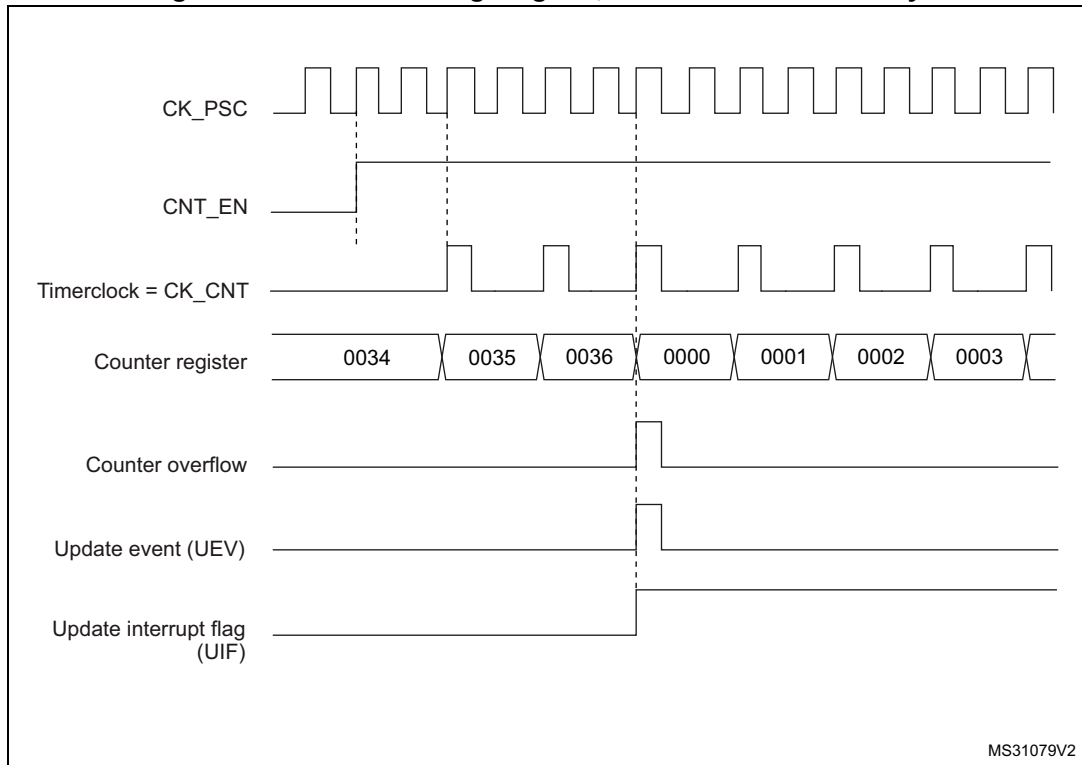 CK_PSC
CNT_EN
Timerclock = CK_CNT
Counter register
0034 0035 0036 0000 0001 0002 0003
Counter overflow
Update event (UEV)
Update interrupt flag
(UIF)
MS31079V2